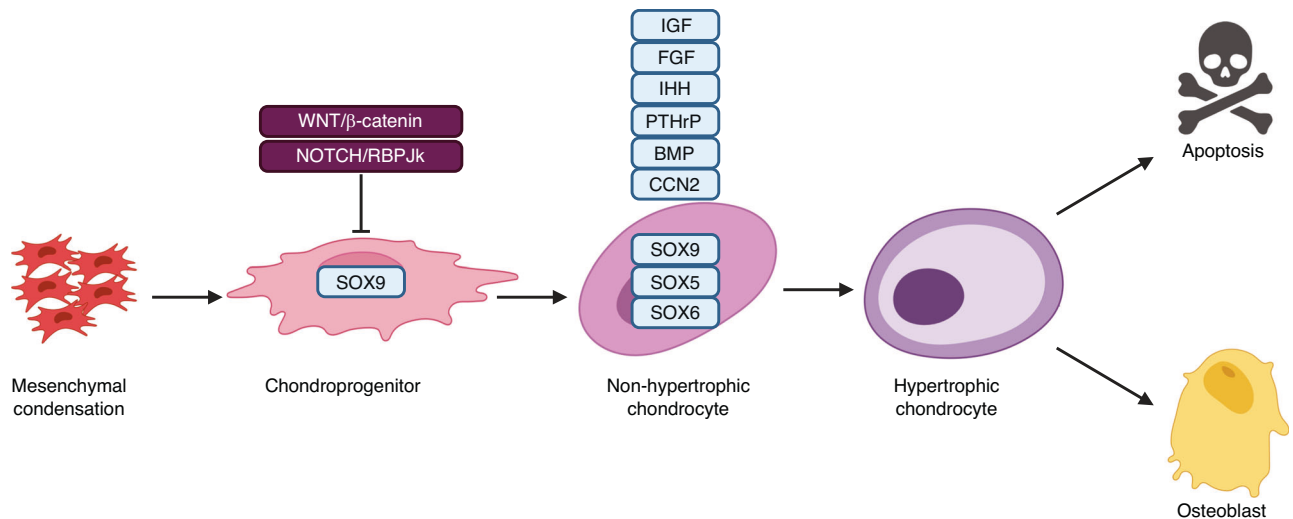 IGF
FGF
IHH
PTHrP
BMP
CCN2
WNT/β-catenin
NOTCH/RBPJk
SOX9
SOX9
SOX5
SOX6
Apoptosis
Mesenchymal
condensation
Chondroprogenitor
Non-hypertrophic
chondrocyte
Hypertrophic
chondrocyte
Osteoblast